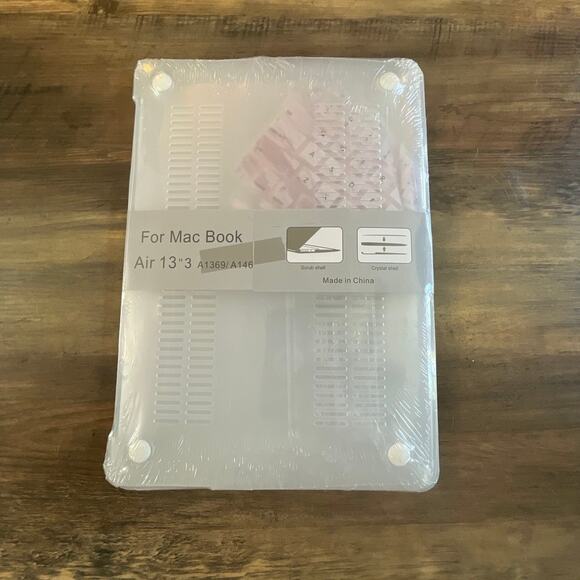 For Mac Book
Air 13"3 A1369/A146
Scrub shell
Crystal shell
Made in China